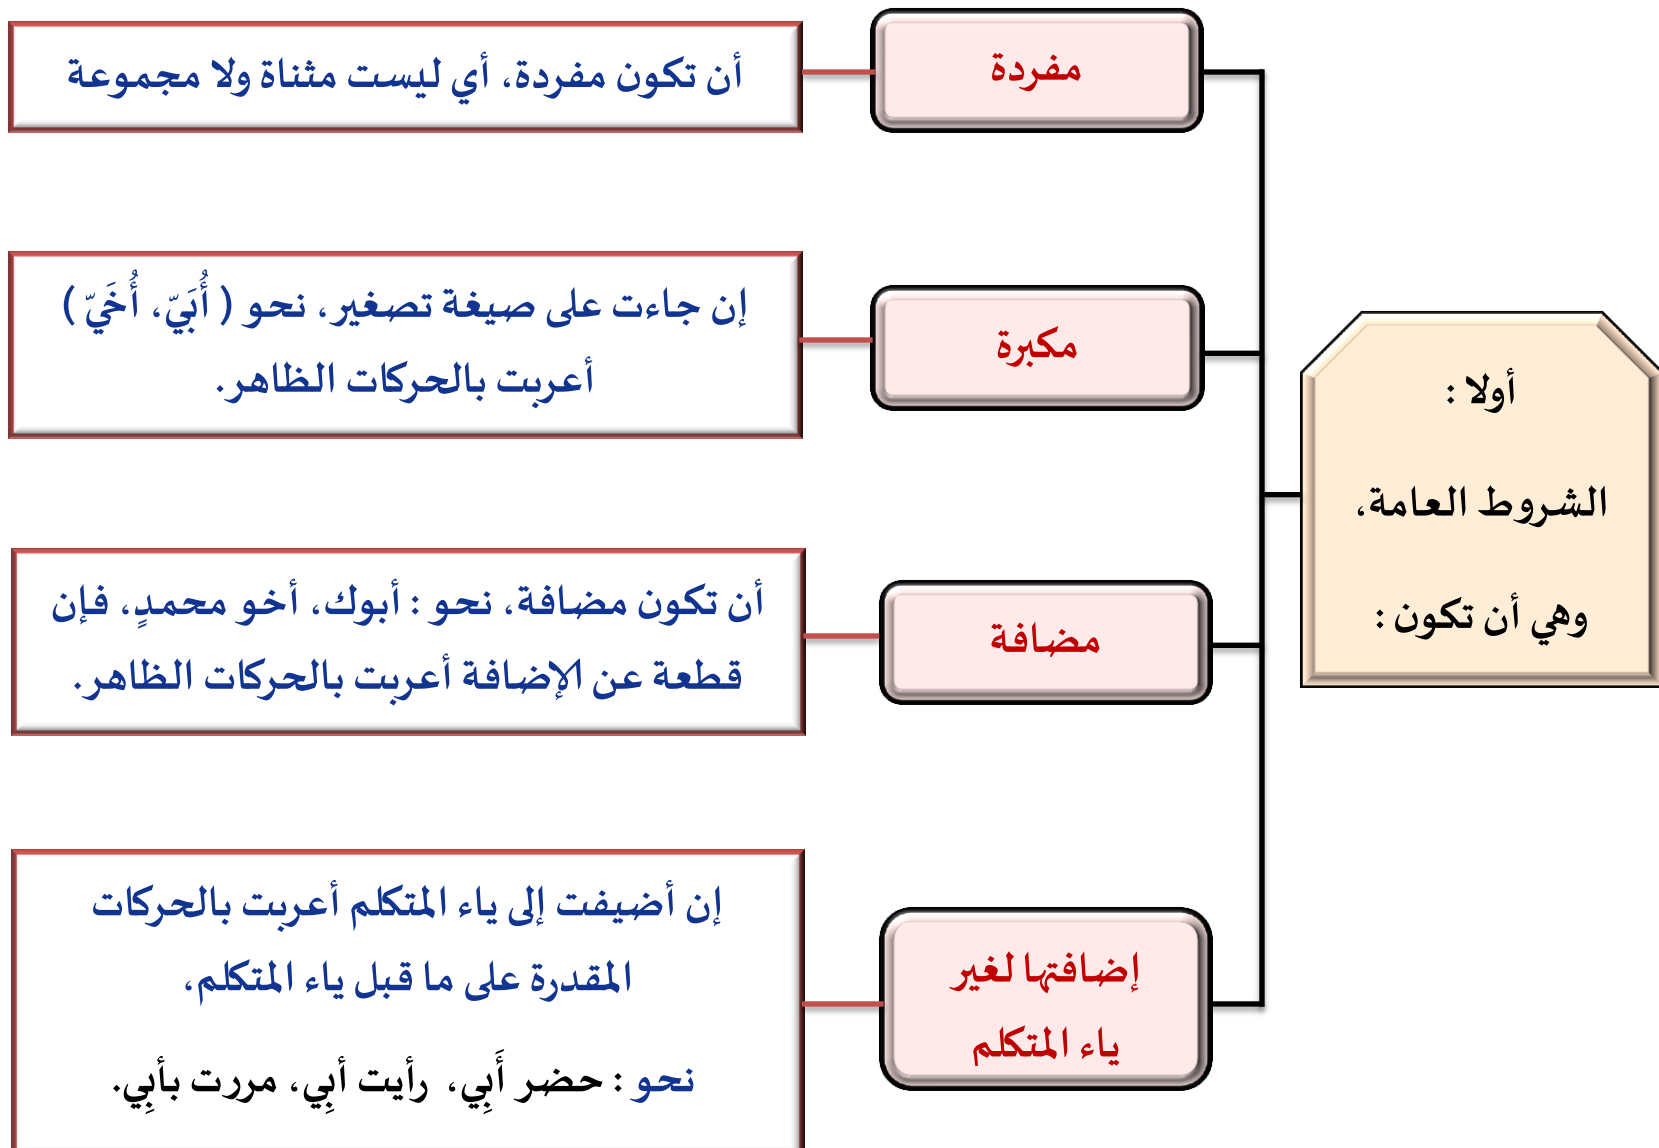 أولا :
الشروط العامة،
وهي أن تكون :
مفردة
أن تكون مفردة، أي ليست مثناة ولا مجموعة
مكبرة
إن جاءت على صيغة تصغير، نحو ( أُبَيّ، أُخَيّ )
أعربت بالحركات الظاهر.
مضافة
أن تكون مضافة، نحو : أبوك، أخو محمدٍ، فإن
قطعة عن الإضافة أعربت بالحركات الظاهر.
إضافتها لغير
ياء المتكلم
إن أضيفت إلى ياء المتكلم أعربت بالحركات
المقدرة على ما قبل ياء المتكلم،
نحو : حضر أَبِي، رأيت أبِي، مررت بأبِي.